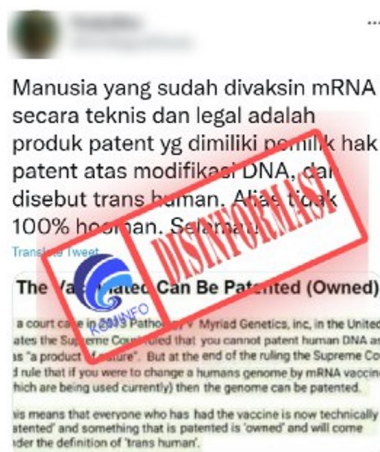 Manusia yang sudah divaksin mRNA
secara teknis dan legal adalah
produk patent yg dimiliki pemilik hak
patent atas modifikasi DNA, dan
disebut trans human. Alias tidak
100% hooman. Selamat!
Translate Tweet
DISINFORMASI
KOMINFO
The Vaccinated Can Be Patented (Owned)
a court case in 2013 Pathology v Myriad Genetics, inc, in the United
ates the Supreme Court ruled that you cannot patent human DNA as
as "a product of nature". But at the end of the ruling the Supreme Co
d rule that if you were to change a humans genome by mRNA vaccin
hich are being used currently) then the genome can be patented.
is means that everyone who has had the vaccine is now technically
atented' and something that is patented is 'owned' and will come
der the definition of 'trans human'.